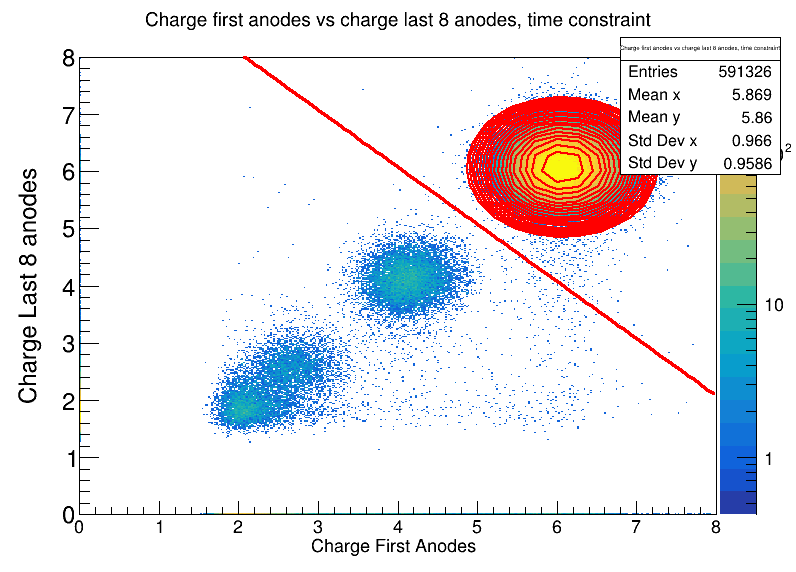 Charge first anodes vs charge last 8 anodes, time constraint
Charge first anodes vs charge last 8 anodes, time constraint
Entries 591326
Mean x 5.869
Mean y 5.86
Std Dev x 0.966
Std Dev y 0.9586
8
7
6
5
4
3
2
1
0
Charge Last 8 anodes
0 1 2 3 4 5 6 7 8
Charge First Anodes
2
10
1